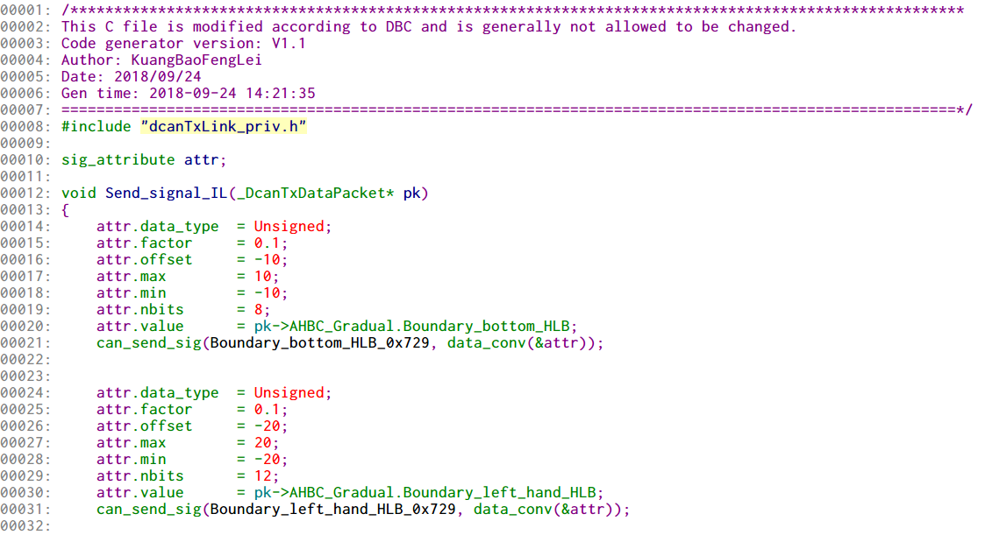 00001: /******************************************************************************************************
00002: This C file is modified according to DBC and is generally not allowed to be changed.
00003: Code generator version: V1.1
00004: Author: KuangBaoFengLei
00005: Date: 2018/09/24
00006: Gen time: 2018-09-24 14:21:35
00007: ======================================================================================================*/
00008: #include "dcanTxLink_priv.h"
00009:
00010: sig_attribute attr;
00011:
00012: void Send_signal_IL(_DcanTxDataPacket* pk)
00013: {
00014:     attr.data_type  = Unsigned;
00015:     attr.factor     = 0.1;
00016:     attr.offset     = -10;
00017:     attr.max        = 10;
00018:     attr.min        = -10;
00019:     attr.nbits      = 8;
00020:     attr.value      = pk->AHBC_Gradual.Boundary_bottom_HLB;
00021:     can_send_sig(Boundary_bottom_HLB_0x729, data_conv(&attr));
00022:
00023:
00024:     attr.data_type  = Unsigned;
00025:     attr.factor     = 0.1;
00026:     attr.offset     = -20;
00027:     attr.max        = 20;
00028:     attr.min        = -20;
00029:     attr.nbits      = 12;
00030:     attr.value      = pk->AHBC_Gradual.Boundary_left_hand_HLB;
00031:     can_send_sig(Boundary_left_hand_HLB_0x729, data_conv(&attr));
00032: